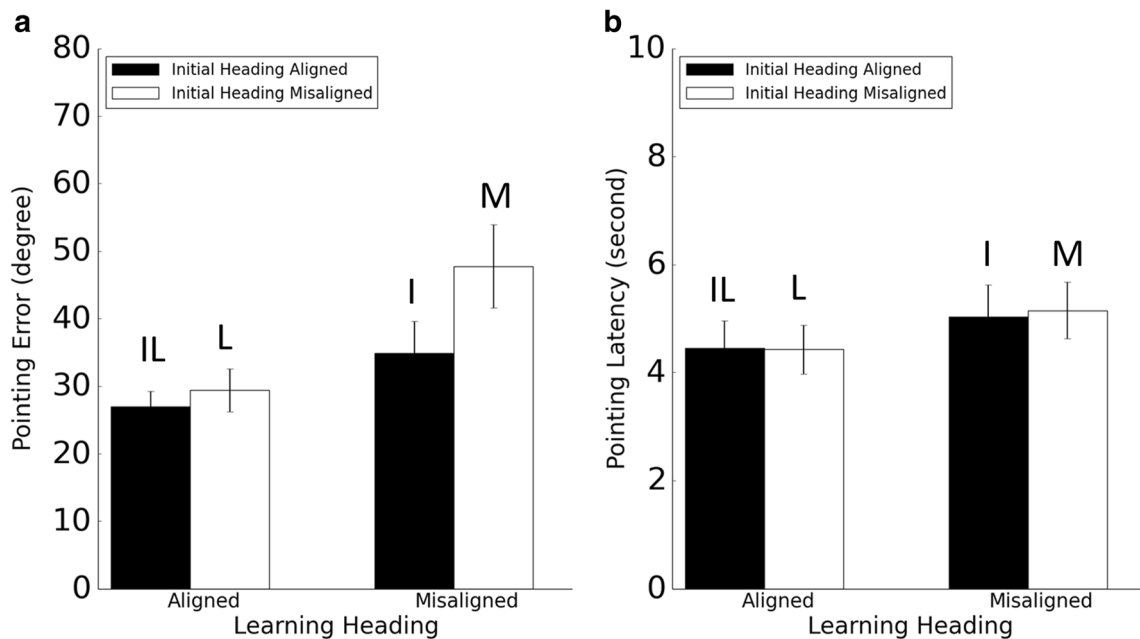 a
80
70
60
50
40
30
20
10
0
Pointing Error (degree)
Initial Heading Aligned
Initial Heading Misaligned
IL
L
I
M
Aligned
Misaligned
Learning Heading
b
10
8
6
4
2
0
Pointing Latency (second)
Initial Heading Aligned
Initial Heading Misaligned
IL
L
I
M
Aligned
Misaligned
Learning Heading